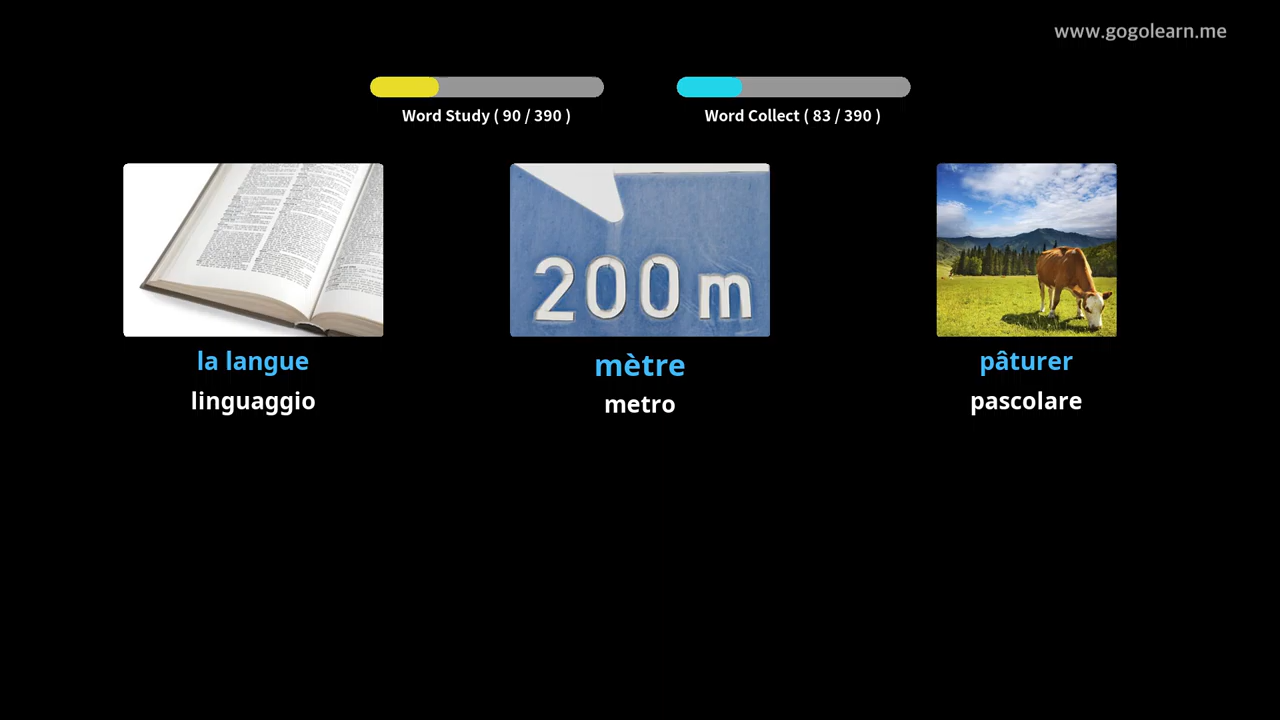 www.gogolearn.me
Word Study ( 90 / 390 )
Word Collect ( 83 / 390 )
200 m
la langue
linguaggio
mètre
metro
pâturer
pascolare